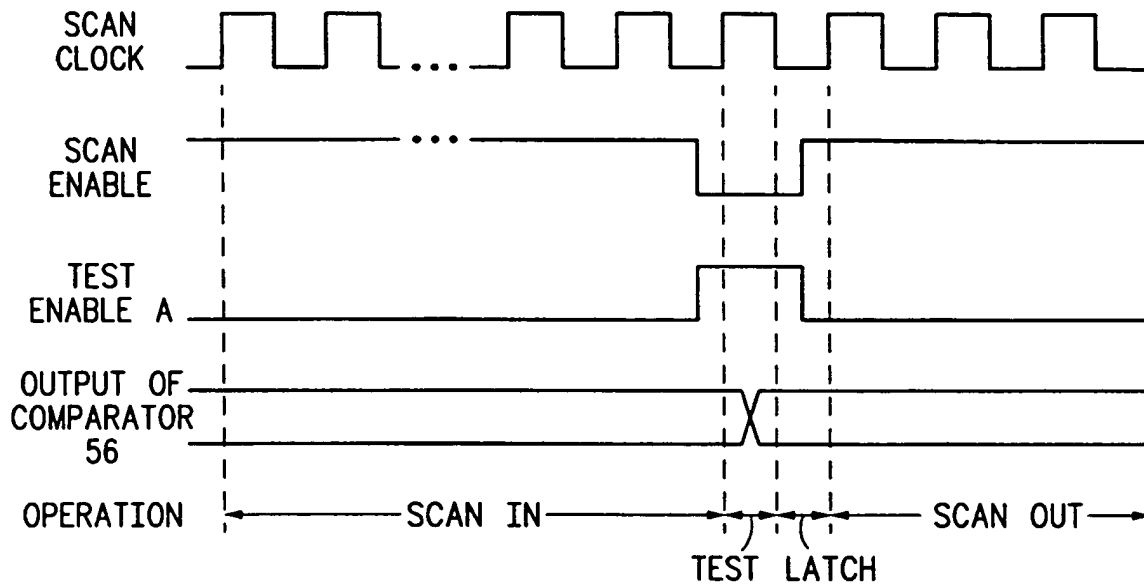 SCAN
CLOCK
SCAN
ENABLE
TEST
ENABLE A
OUTPUT OF
COMPARATOR
56
OPERATION
SCAN IN
SCAN OUT
TEST LATCH